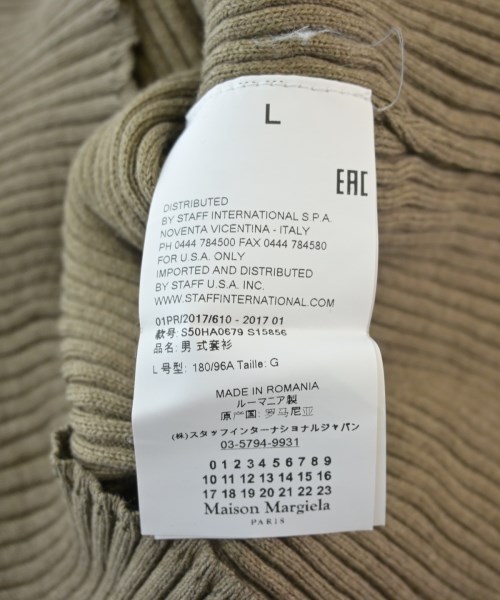 L
EAC
DISTRIBUTED
BY STAFF INTERNATIONAL S.P.A.
NOVENTA VICENTINA - ITALY
PH 0444 784500 FAX 0444 784580
FOR U.S.A. ONLY
IMPORTED AND DISTRIBUTED
BY STAFF U.S.A. INC.
WWW.STAFFINTERNATIONAL.COM
01PR/2017/610 - 2017 01
款号: S50HA0679 S15856
品名: 男 式套衫
L 号型: 180/96A Taille: G
MADE IN ROMANIA
ルーマニア製
原产国: 罗马尼亚
(株)スタッフインターナショナルジャパン
03-5794-9931
0 1 2 3 4 5 6 7 8 9
10 11 12 13 14 15 16
17 18 19 20 21 22 23
Maison Margiela
PARIS